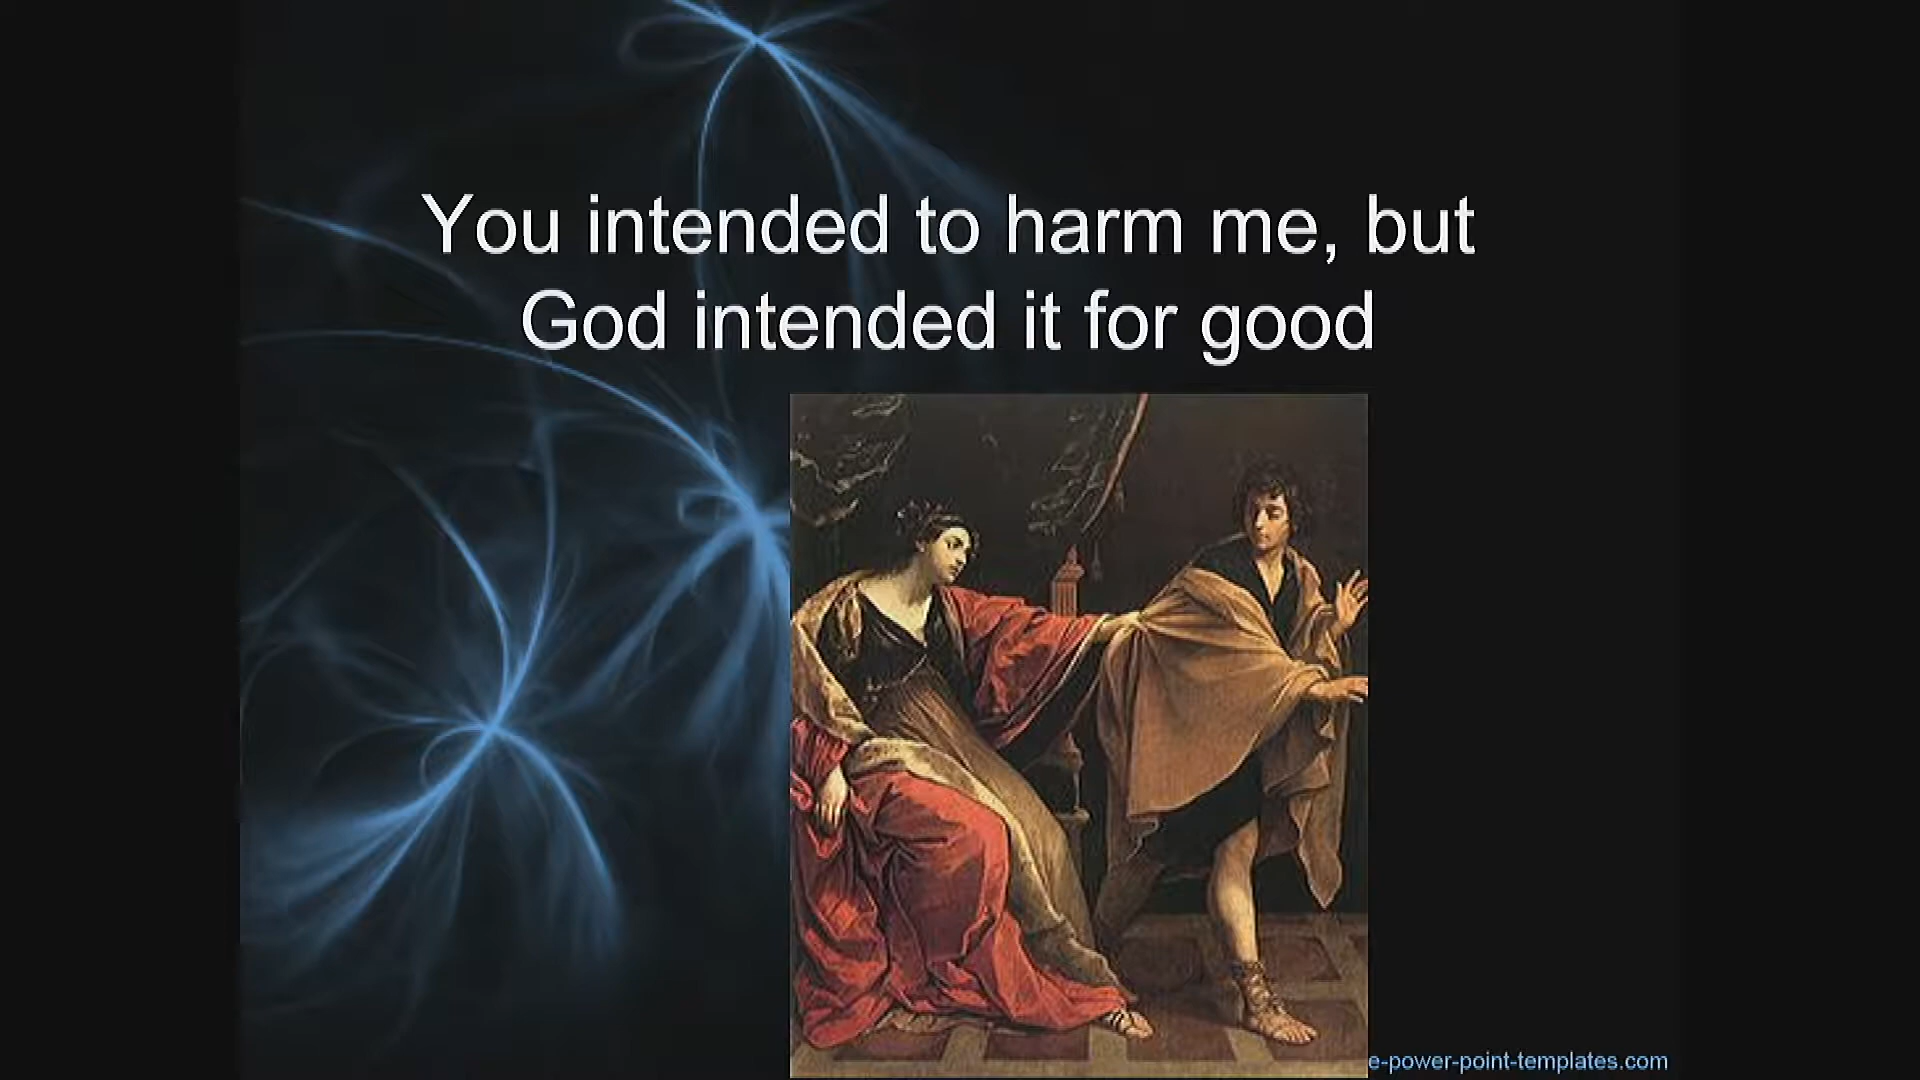 You intended to harm me, but
God intended it for good
e-power-point-templates.com